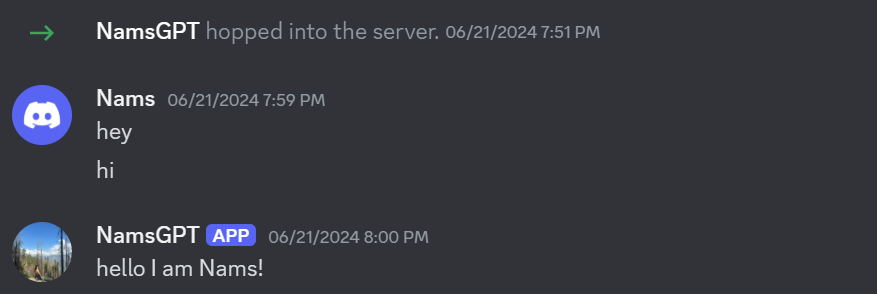 NamsGPT hopped into the server. 06/21/2024 7:51 PM
Nams 06/21/2024 7:59 PM
hey
hi
NamsGPT APP 06/21/2024 8:00 PM
hello I am Nams!